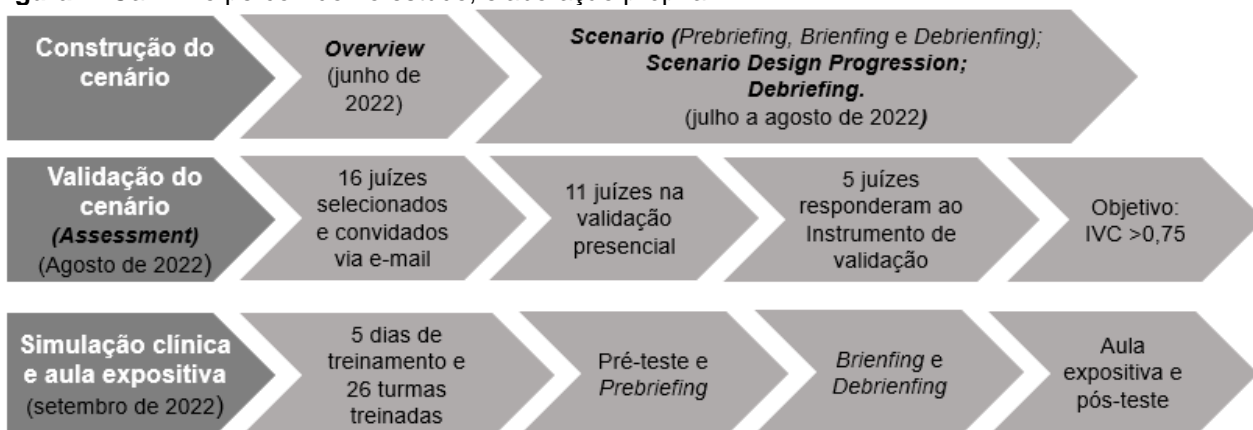 Construção do
cenário
Overview
(junho de
2022)
Scenario (Prebriefing, Brienfing e Debrienfing);
Scenario Design Progression;
Debriefing.
(julho a agosto de 2022)
Validação do
cenário
(Assessment)
(Agosto de 2022)
16 juízes
selecionados
e convidados
via e-mail
11 juízes na
validação
presencial
5 juízes
responderam ao
Instrumento de
validação
Objetivo:
IVC >0,75
Simulação clínica
e aula expositiva
(setembro de 2022)
5 dias de
treinamento e
26 turmas
treinadas
Pré-teste e
Prebriefing
Brienfing e
Debrienfing
Aula
expositiva e
pós-teste